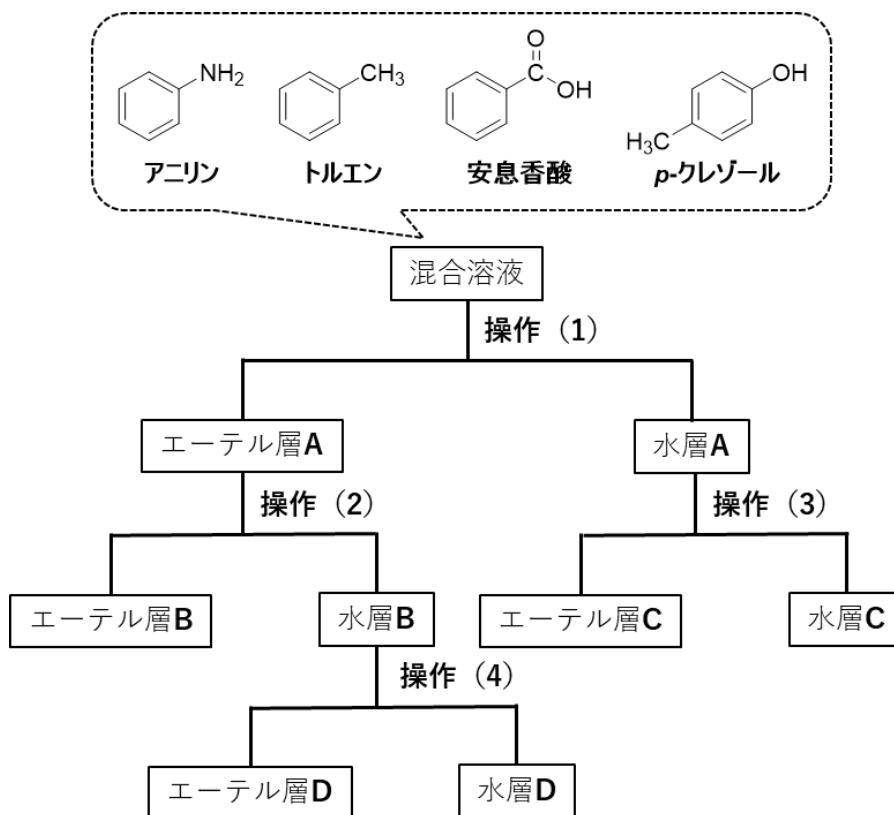 NH2
CH3
O
C
OH
OH
H3C
アニリン
トルエン
安息香酸
p-クレゾール
混合溶液
操作（1）
エーテル層A
水層A
操作（2）
操作（3）
エーテル層B
水層B
エーテル層C
水層C
操作（4）
エーテル層D
水層D